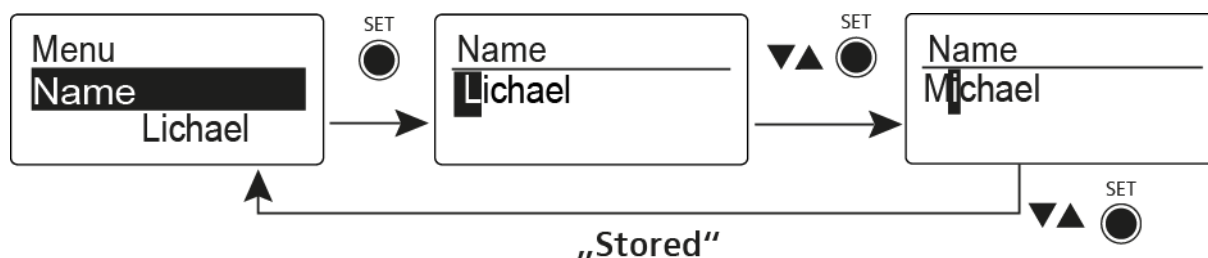 Menu
Name
Lichael
SET
Name
Lichael
SET
Name
Michael
SET
„Stored“